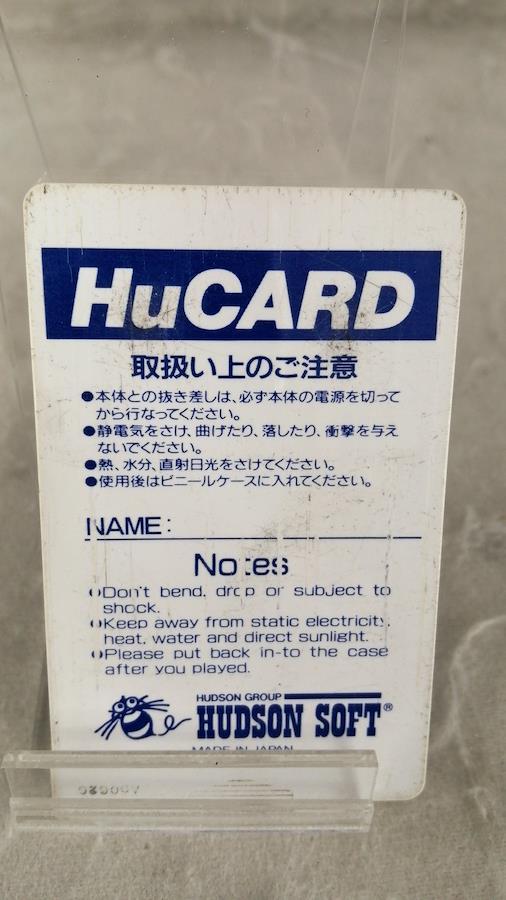 HuCARD
取扱い上のご注意
●本体との抜き差しは、必ず本体の電源を切って
から行なってください。
●静電気をさけ、曲げたり、落したり、衝撃を与え
ないでください。
●熱、水分、直射日光をさけてください。
●使用後はビニールケースに入れてください。
NAME:
Notes
●Don't bend, drop or subject to
shock.
●Keep away from static electricity,
heat, water and direct sunlight.
●Please put back in-to the case
after you played.
HUDSON GROUP
HUDSON SOFT®
MADE IN JAPAN